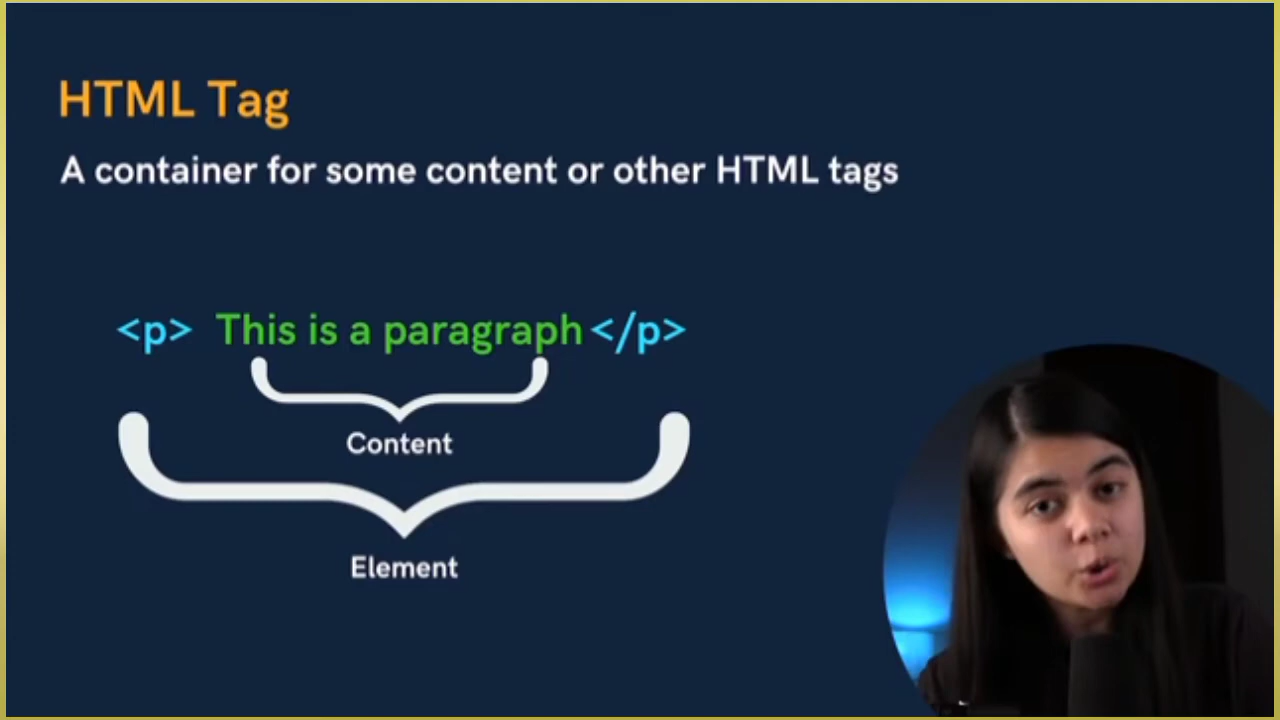 HTML Tag
A container for some content or other HTML tags
<p> This is a paragraph </p>
Content
Element